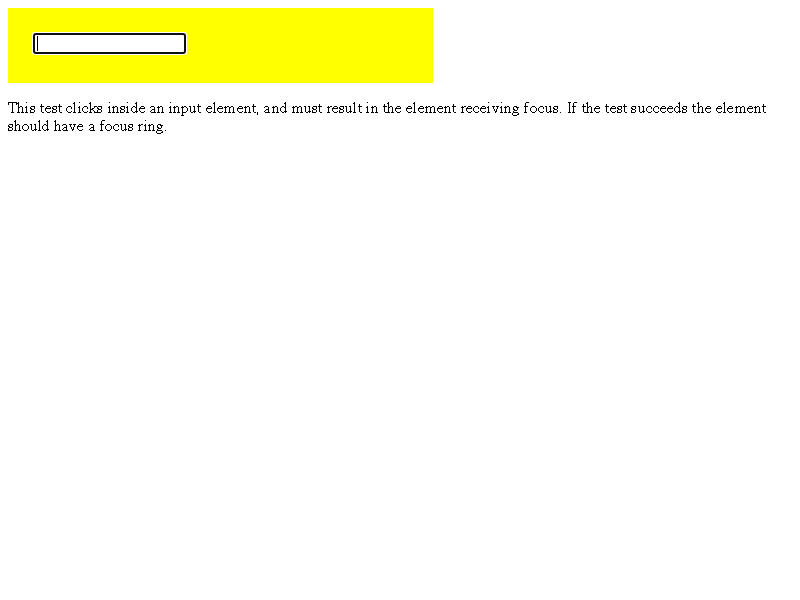 This test clicks inside an input element, and must result in the element receiving focus. If the test succeeds the element
should have a focus ring.